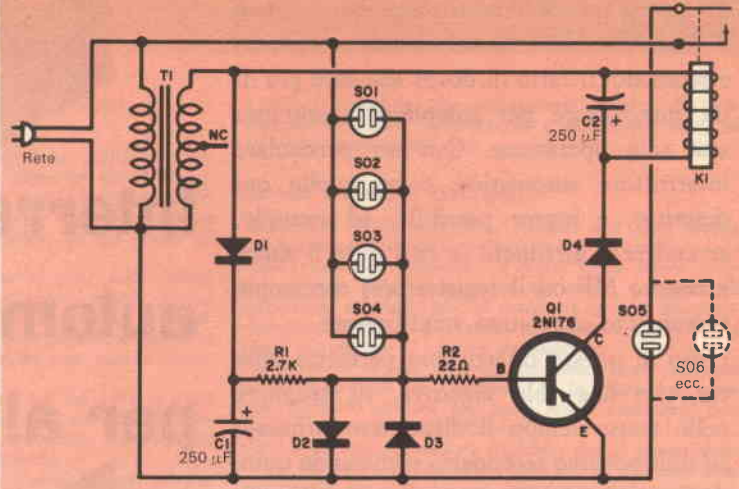 T1
NC
Rete
SO1
SO2
SO3
SO4
C2
+
250 µF
K1
D1
D4
Q1
2N176
C
B
E
SO5
SO6
ecc.
R1
2.7K
R2
22Ω
+
C1
250 µF
D2
D3